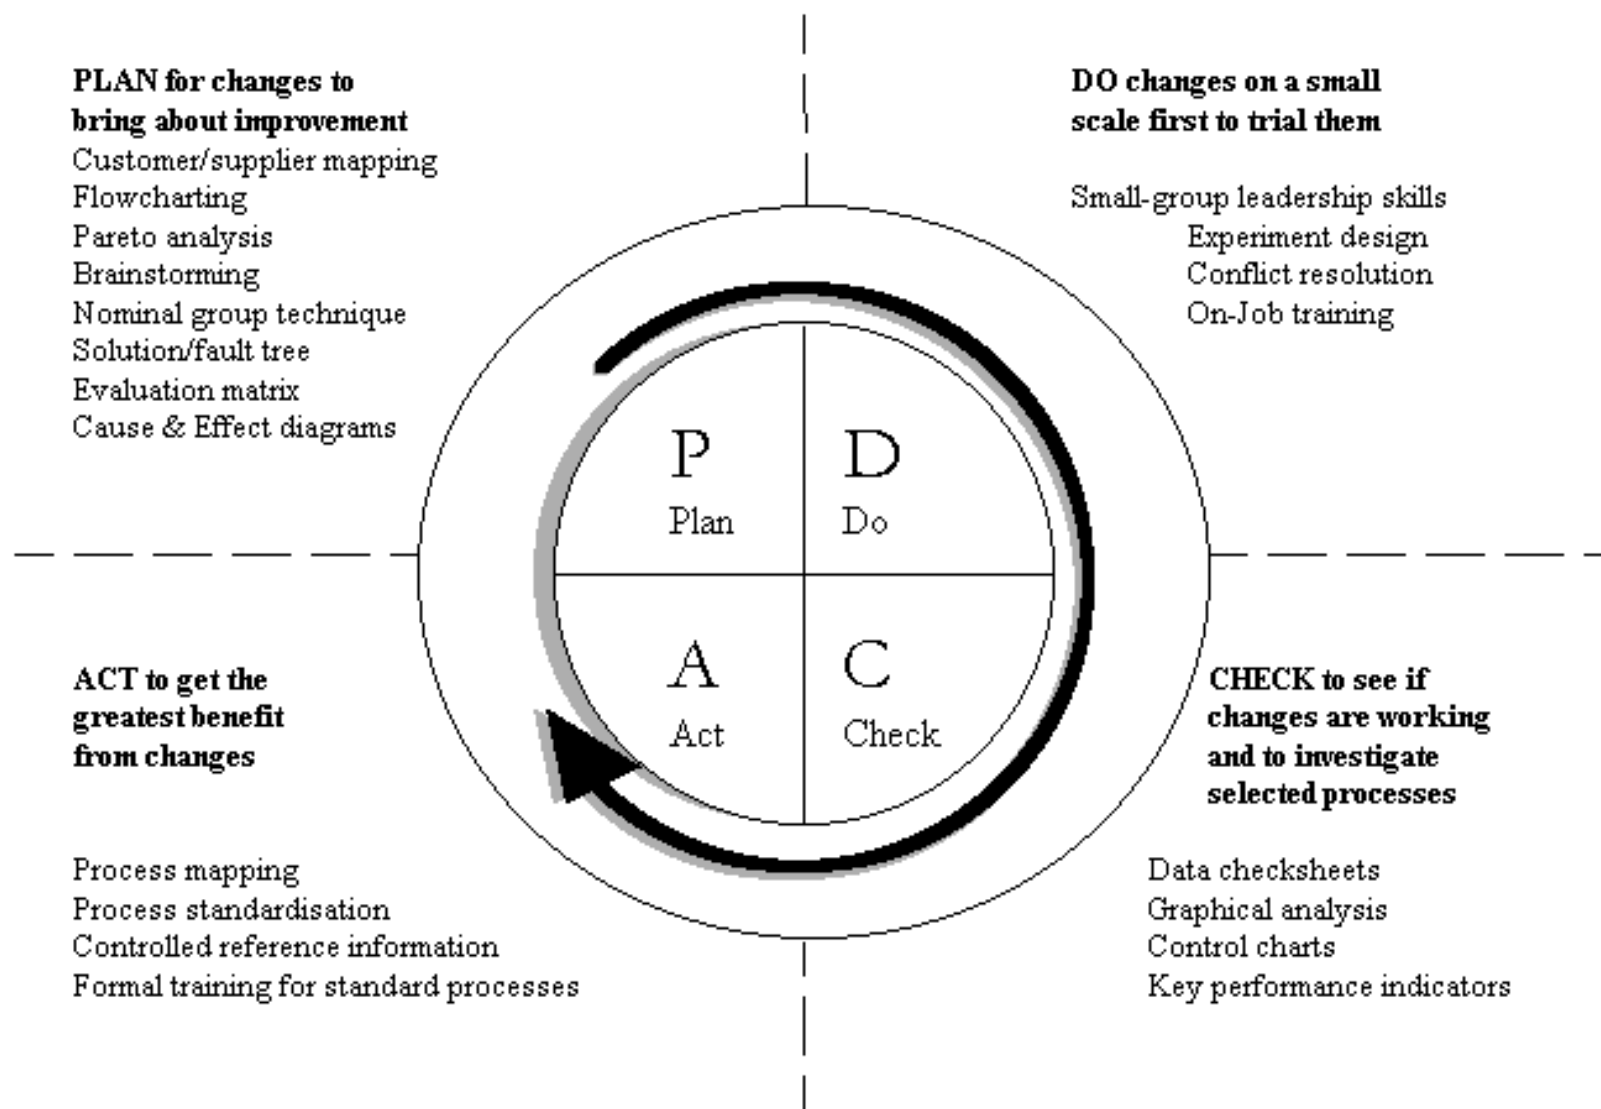 PLAN for changes to
bring about improvement
Customer/supplier mapping
Flowcharting
Pareto analysis
Brainstorming
Nominal group technique
Solution/fault tree
Evaluation matrix
Cause & Effect diagrams
DO changes on a small
scale first to trial them
Small-group leadership skills
Experiment design
Conflict resolution
On-Job training
P
Plan
D
Do
A
Act
C
Check
ACT to get the
greatest benefit
from changes
Process mapping
Process standardisation
Controlled reference information
Formal training for standard processes
CHECK to see if
changes are working
and to investigate
selected processes
Data checksheets
Graphical analysis
Control charts
Key performance indicators